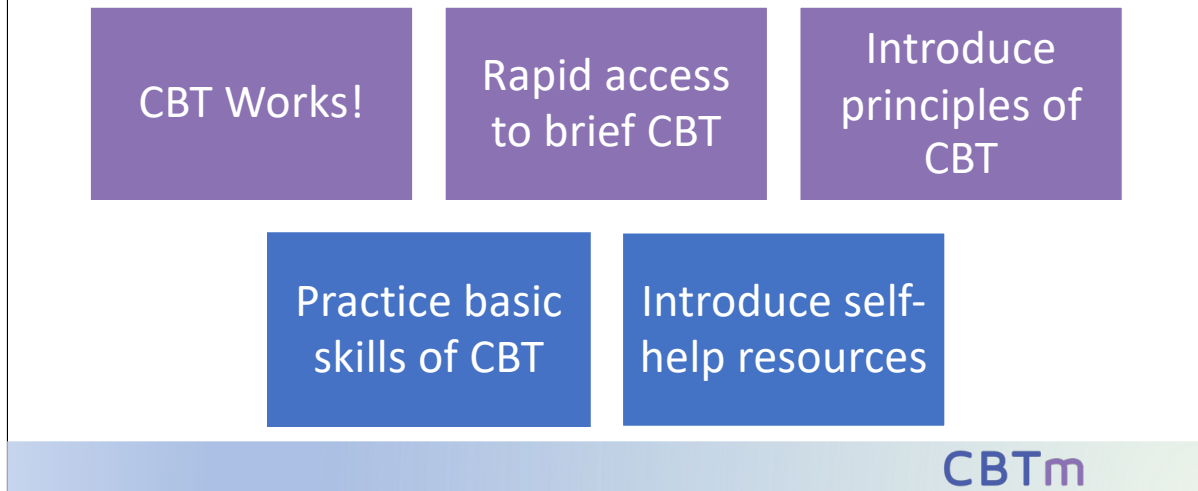 CBT Works!
Rapid access
to brief CBT
Introduce
principles of
CBT
Practice basic
skills of CBT
Introduce self-
help resources
CBTm